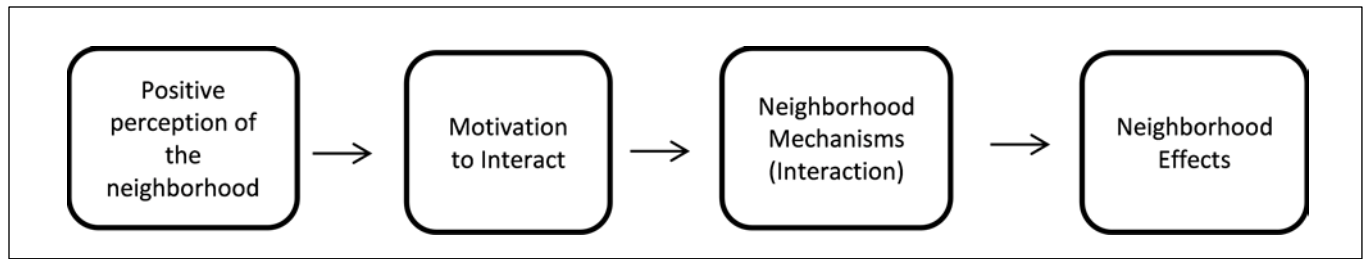 Positive
perception of
the
neighborhood
Motivation
to Interact
Neighborhood
Mechanisms
(Interaction)
Neighborhood
Effects